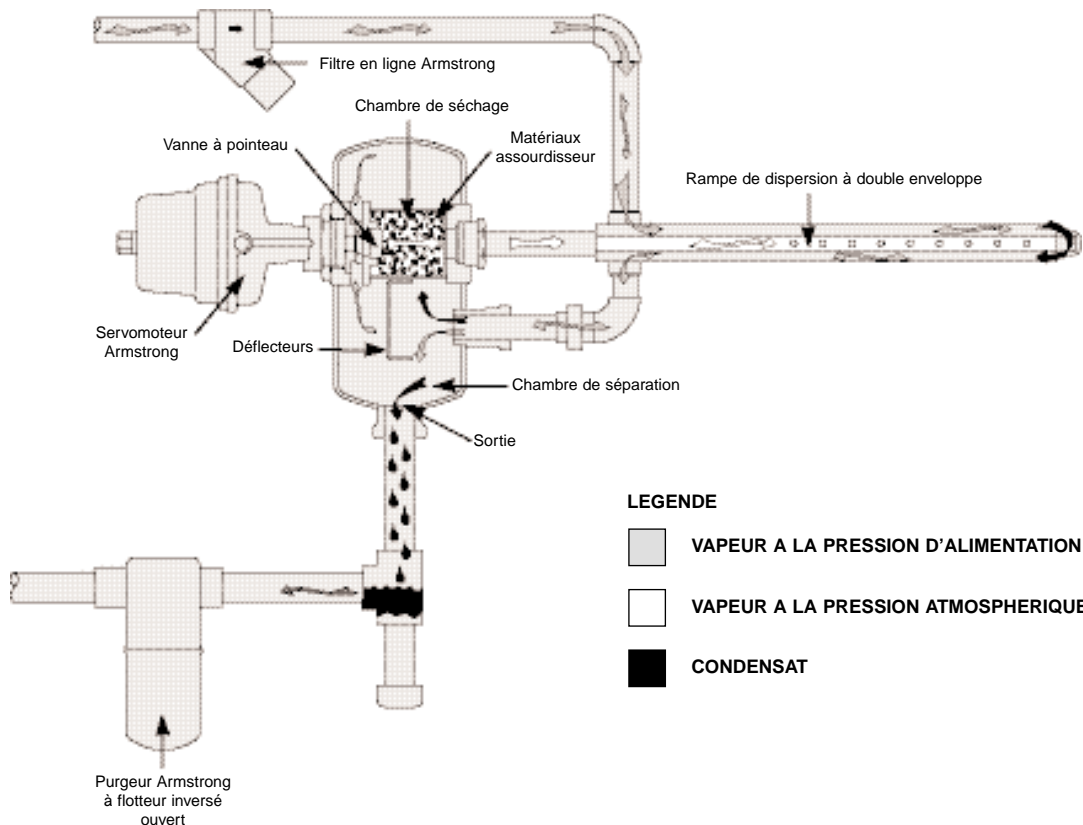 Filtre en ligne Armstrong
Chambre de séchage
Vanne à pointeau
Matériaux
assourdisseur
Rampe de dispersion à double enveloppe
Servomoteur
Armstrong
Déflecteurs
Chambre de séparation
Sortie
LEGENDE
VAPEUR A LA PRESSION D'ALIMENTATION
VAPEUR A LA PRESSION ATMOSPHERIQUE
CONDENSAT
Purgeur Armstrong
à flotteur inversé
ouvert